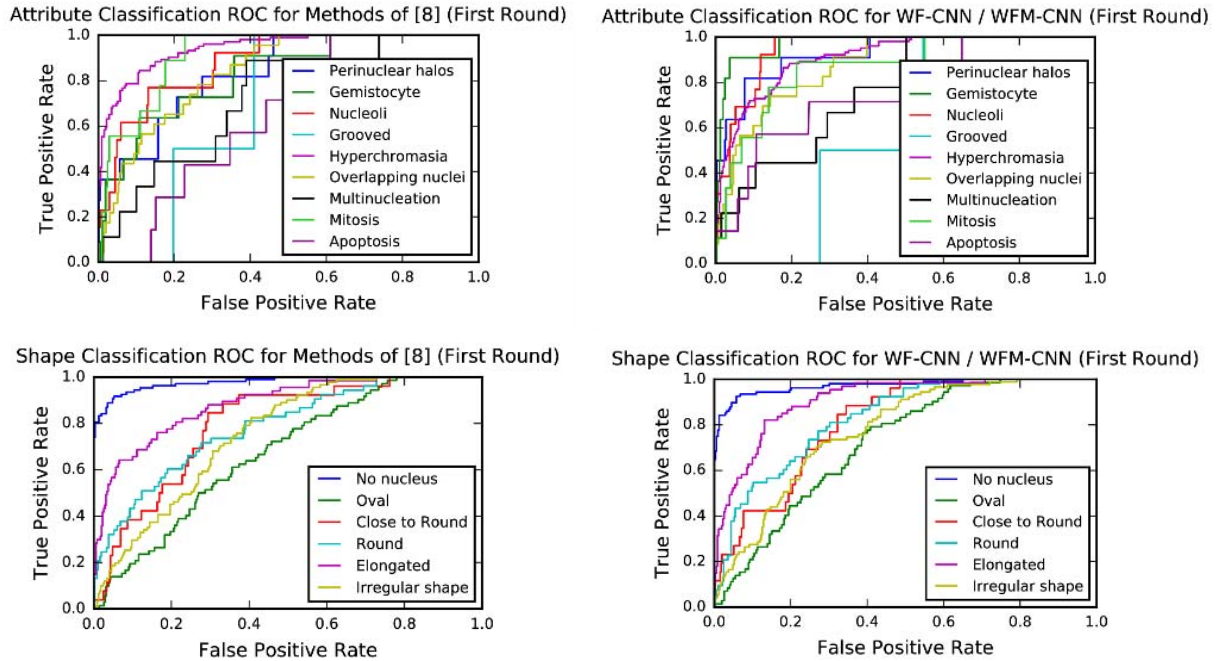 Attribute Classification ROC for Methods of [8] (First Round)
1.0
0.8
0.6
0.4
0.2
0.0
True Positive Rate
Perinuclear halos
Gemistocyte
Nucleoli
Grooved
Hyperchromasia
Overlapping nuclei
Multinucleation
Mitosis
Apoptosis
0.0 0.2 0.4 0.6 0.8 1.0
False Positive Rate
Attribute Classification ROC for WF-CNN / WFM-CNN (First Round)
1.0
0.8
0.6
0.4
0.2
0.0
True Positive Rate
Perinuclear halos
Gemistocyte
Nucleoli
Grooved
Hyperchromasia
Overlapping nuclei
Multinucleation
Mitosis
Apoptosis
0.0 0.2 0.4 0.6 0.8 1.0
False Positive Rate
Shape Classification ROC for Methods of [8] (First Round)
1.0
0.8
0.6
0.4
0.2
0.0
True Positive Rate
No nucleus
Oval
Close to Round
Round
Elongated
Irregular shape
0.0 0.2 0.4 0.6 0.8 1.0
False Positive Rate
Shape Classification ROC for WF-CNN / WFM-CNN (First Round)
1.0
0.8
0.6
0.4
0.2
0.0
True Positive Rate
No nucleus
Oval
Close to Round
Round
Elongated
Irregular shape
0.0 0.2 0.4 0.6 0.8 1.0
False Positive Rate